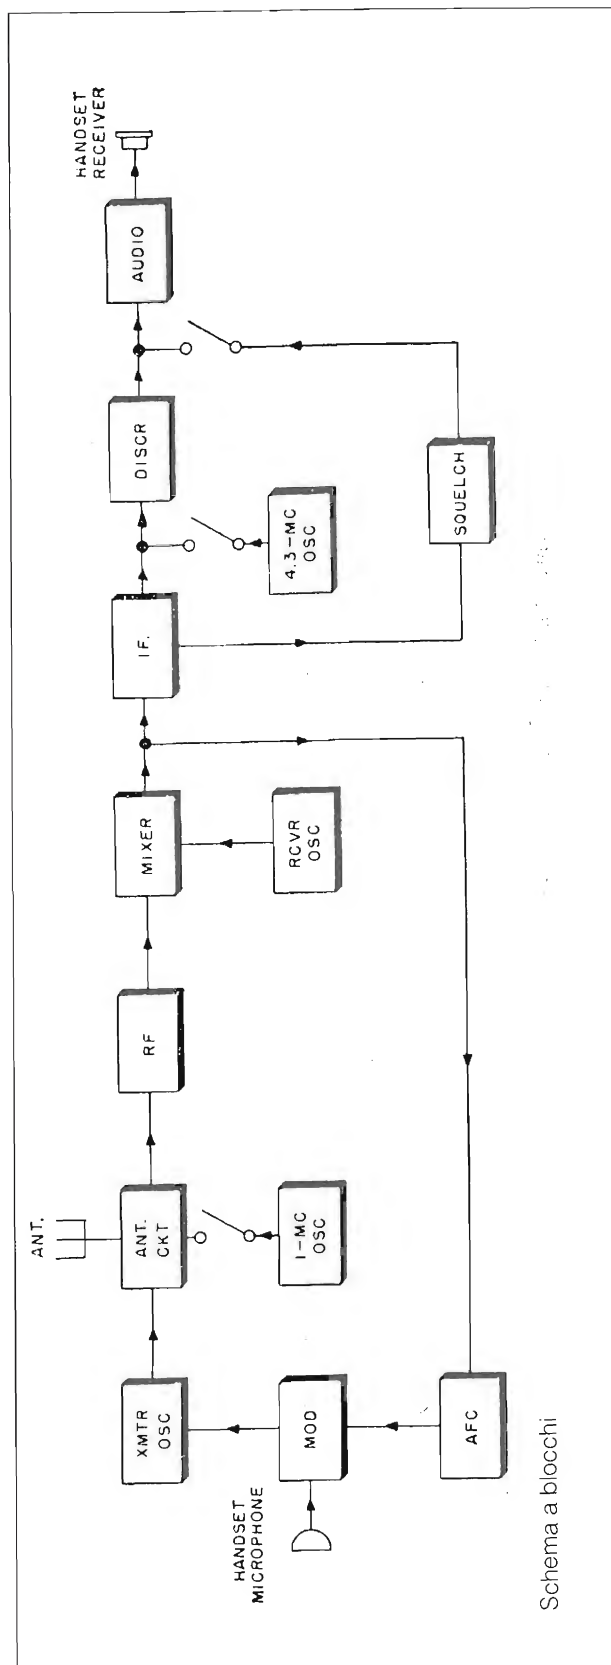 HANDSET
RECEIVER
AUDIO
DISCR
4.3-MC
OSC
SQUELCH
I.F.
MIXER
RCVR
OSC
RF
ANT.
ANT.
CKT
1-MC
OSC
XMTR
OSC
MOD
HANDSET
MICROPHONE
AFC
Schema a blocchi